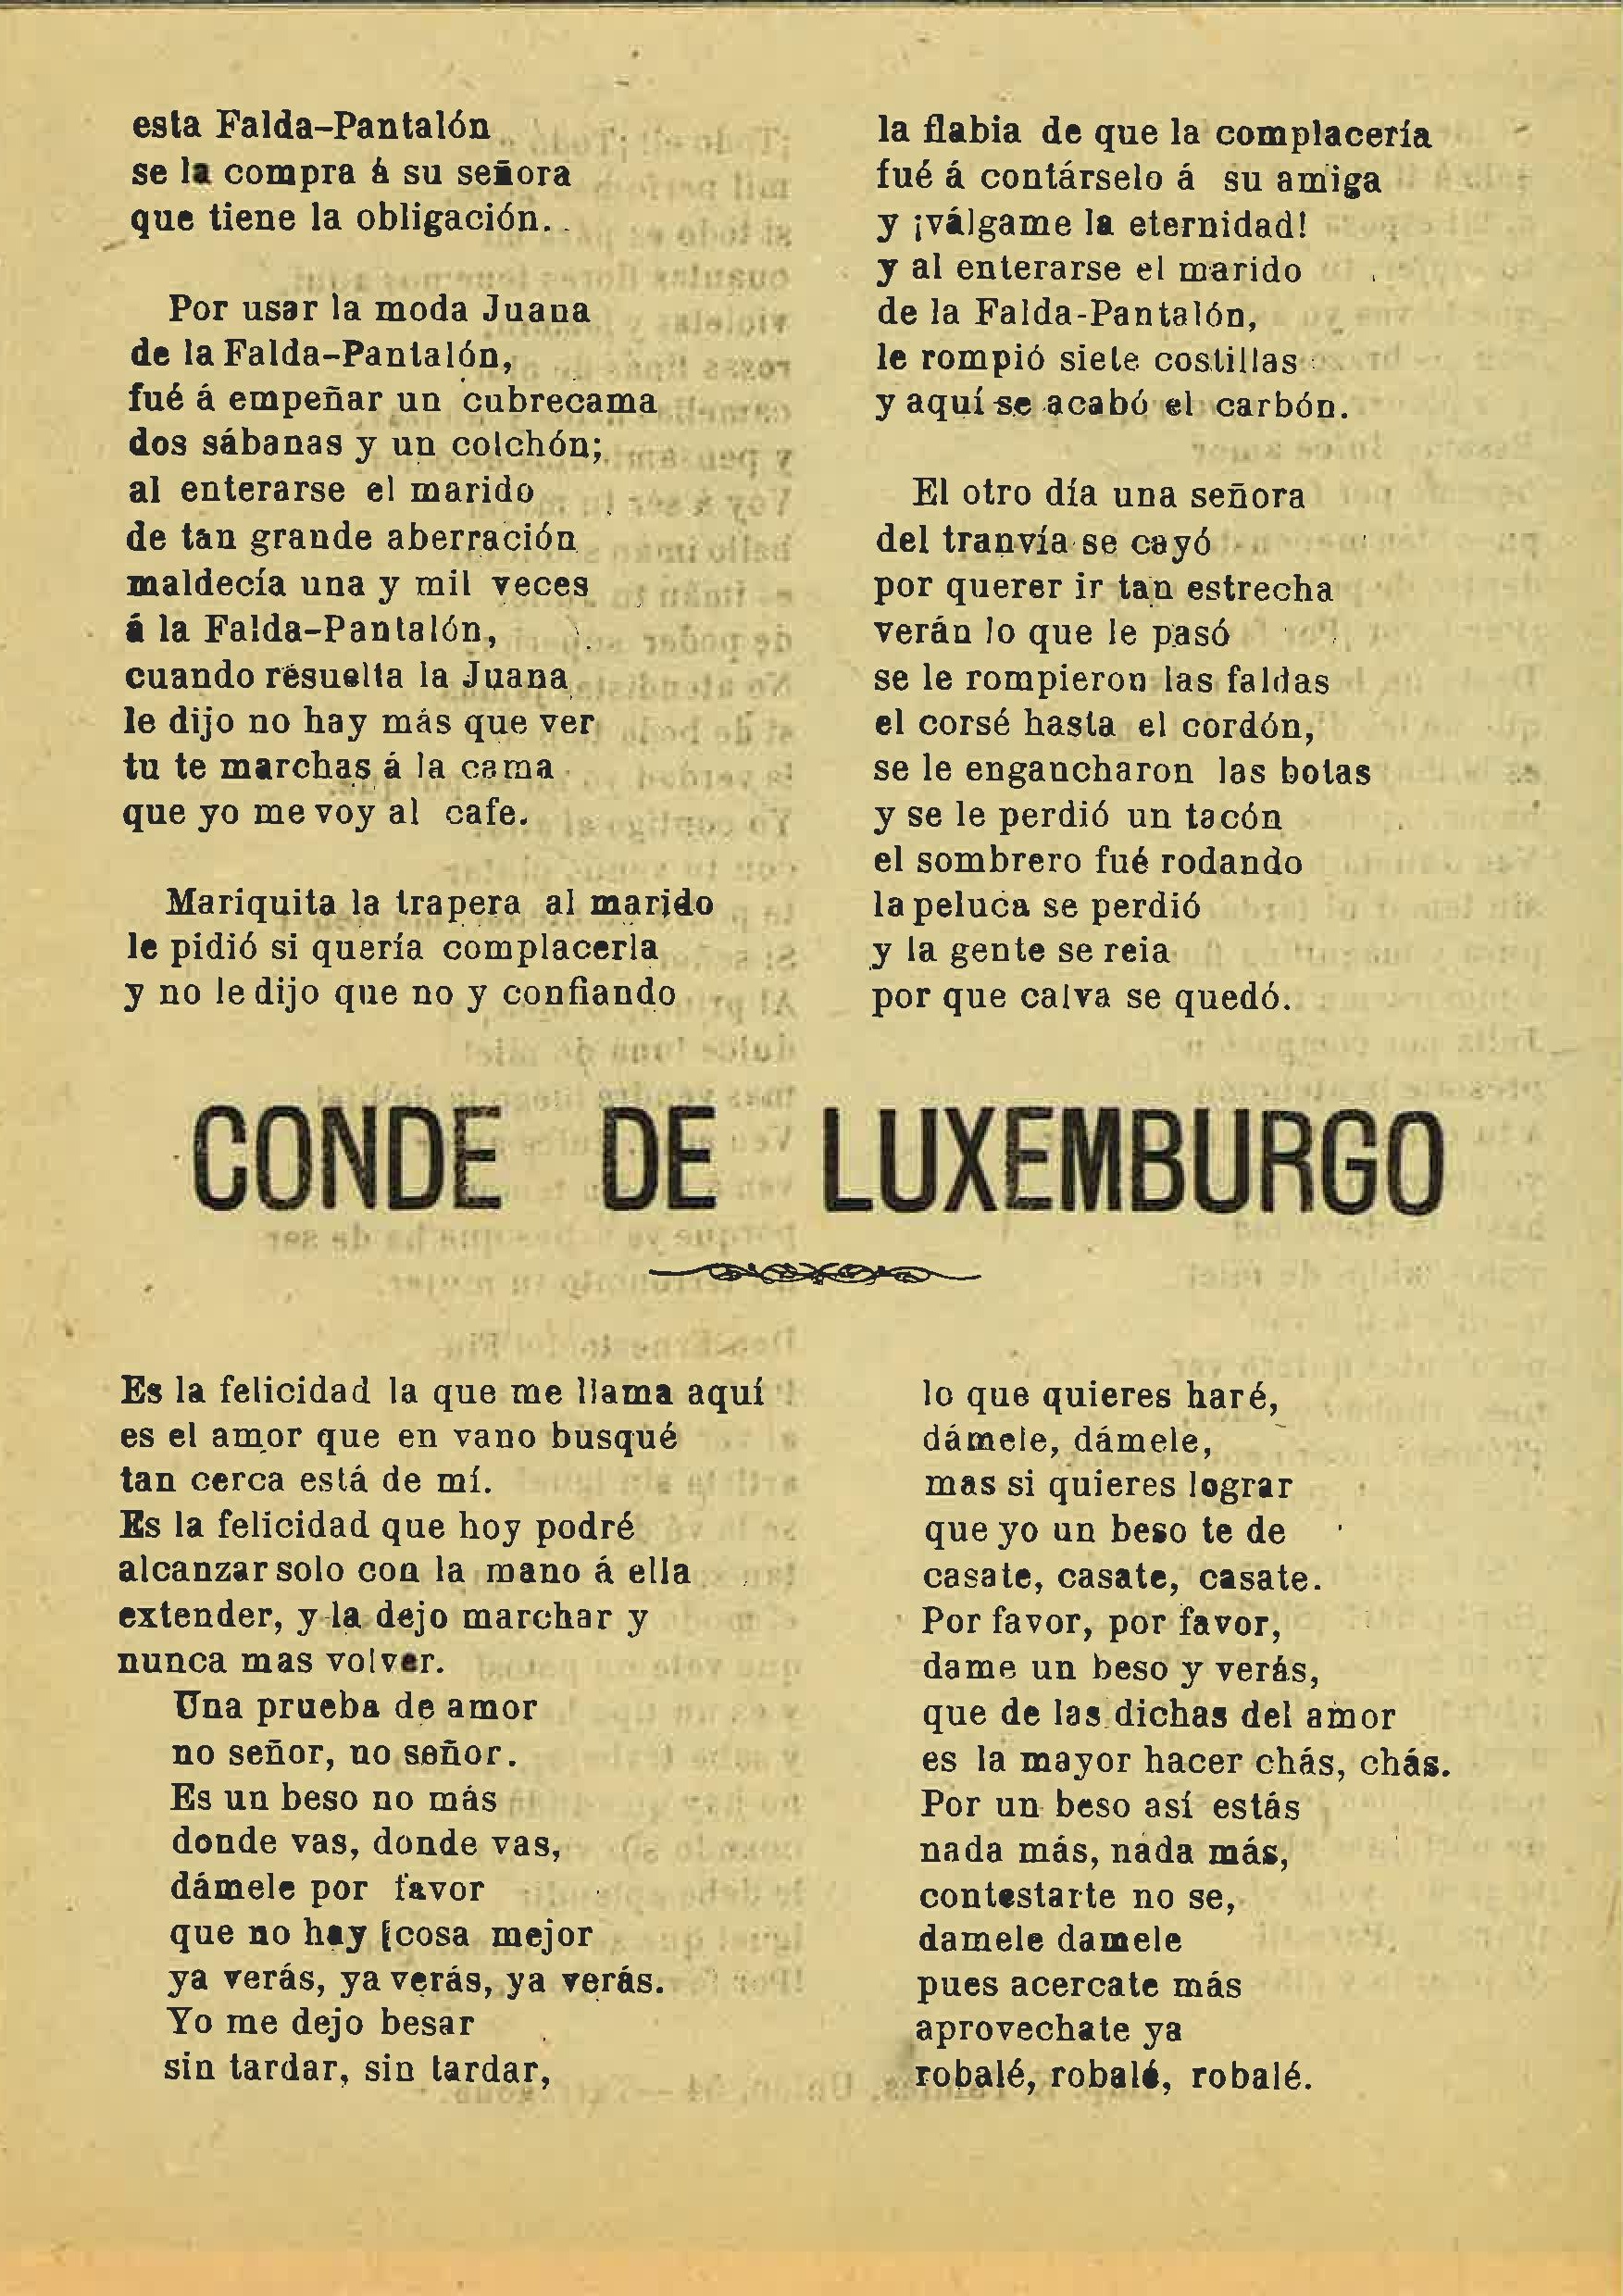 esta Falda-Pantalón
se la compra á su señora
que tiene la obligación..
Por usar la moda Juana
de la Falda-Pantalón,
fué á empeñar un cubrecama
dos sábanas y un colchón;
al enterarse el marido
de tan grande aberración
maldecía una y mil veces
á la Falda-Pantalón,
cuando resuelta la Juana
le dijo no hay más que ver
tu te marchas á la cama
que yo me voy al cafe.
Mariquita la trapera al marido
le pidió si quería complacerla
y no le dijo que no y confiando
la flabia de que la complacería
fué á contárselo á su amiga
y ¡válgame la eternidad!
y al enterarse el marido
de la Falda-Pantalón,
le rompió siete costillas
y aquí se acabó el carbón.
El otro día una señora
del tranvía se cayó
por querer ir tan estrecha
verán lo que le pasó
se le rompieron las faldas
el corsé hasta el cordón,
se le engancharon las botas
y se le perdió un tacón
el sombrero fué rodando
la peluca se perdió
y la gente se reia
por que calva se quedó.
CONDE DE LUXEMBURGO
Es la felicidad la que me llama aquí
es el amor que en vano busqué
tan cerca está de mí.
Es la felicidad que hoy podré
alcanzar solo con la mano á ella
extender, y la dejo marchar y
nunca mas volver.
Una prueba de amor
no señor, no señor.
Es un beso no más
donde vas, donde vas,
dámele por favor
que no hay [cosa mejor
ya verás, ya verás, ya verás.
Yo me dejo besar
sin tardar, sin tardar,
lo que quieres haré,
dámele, dámele,
mas si quieres lograr
que yo un beso te de
casate, casate, casate.
Por favor, por favor,
dame un beso y verás,
que de las dichas del amor
es la mayor hacer chás, chás.
Por un beso así estás
nada más, nada más,
contestarte no se,
damele damele
pues acercate más
aprovechate ya
robalé, robalé, robalé.